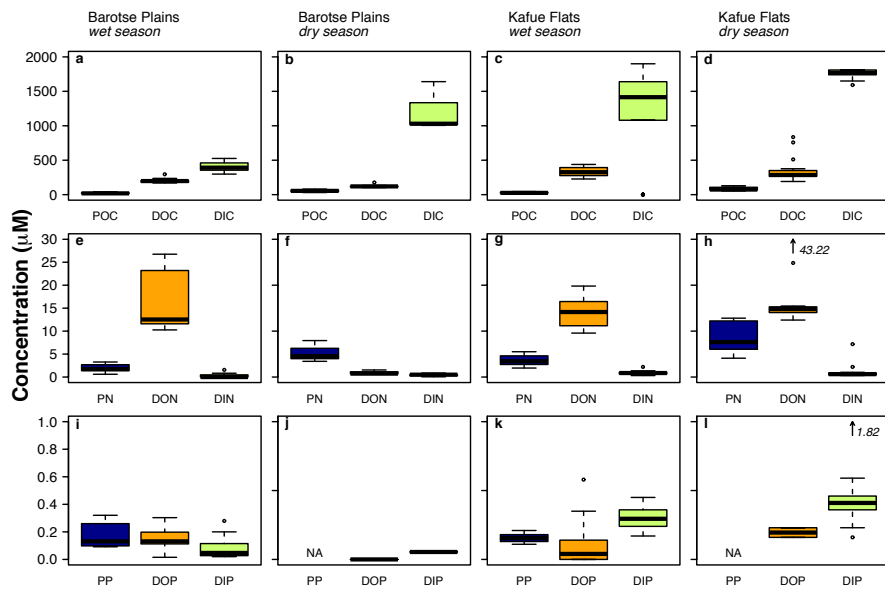 Barotse Plains Barotse Plains Kafue Flats Kafue Flats
wet season dry season wet season dry season
Concentration (μM)
a b c d
2000
1500
1000
500
0
POC DOC DIC POC DOC DIC POC DOC DIC POC DOC DIC
e f g h
43.22
30
25
20
15
10
5
0
PN DON DIN PN DON DIN PN DON DIN PN DON DIN
i j k l
1.82
1.0
0.8
0.6
0.4
0.2
0.0
NA NA
PP DOP DIP PP DOP DIP PP DOP DIP PP DOP DIP